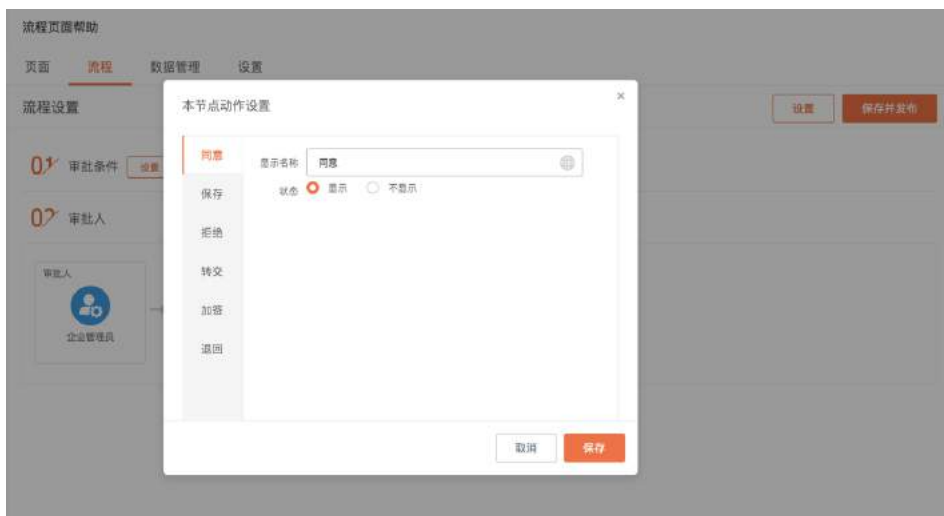 流程页面帮助
页面 流程 数据管理 设置
流程设置 设置 保存并发布
本节点动作设置 ×
01 审批条件 设置
02 审批人
审批人
企业管理员
同意
保存
拒绝
转交
加签
退回
显示名称 同意
状态 显示 不显示
取消 保存